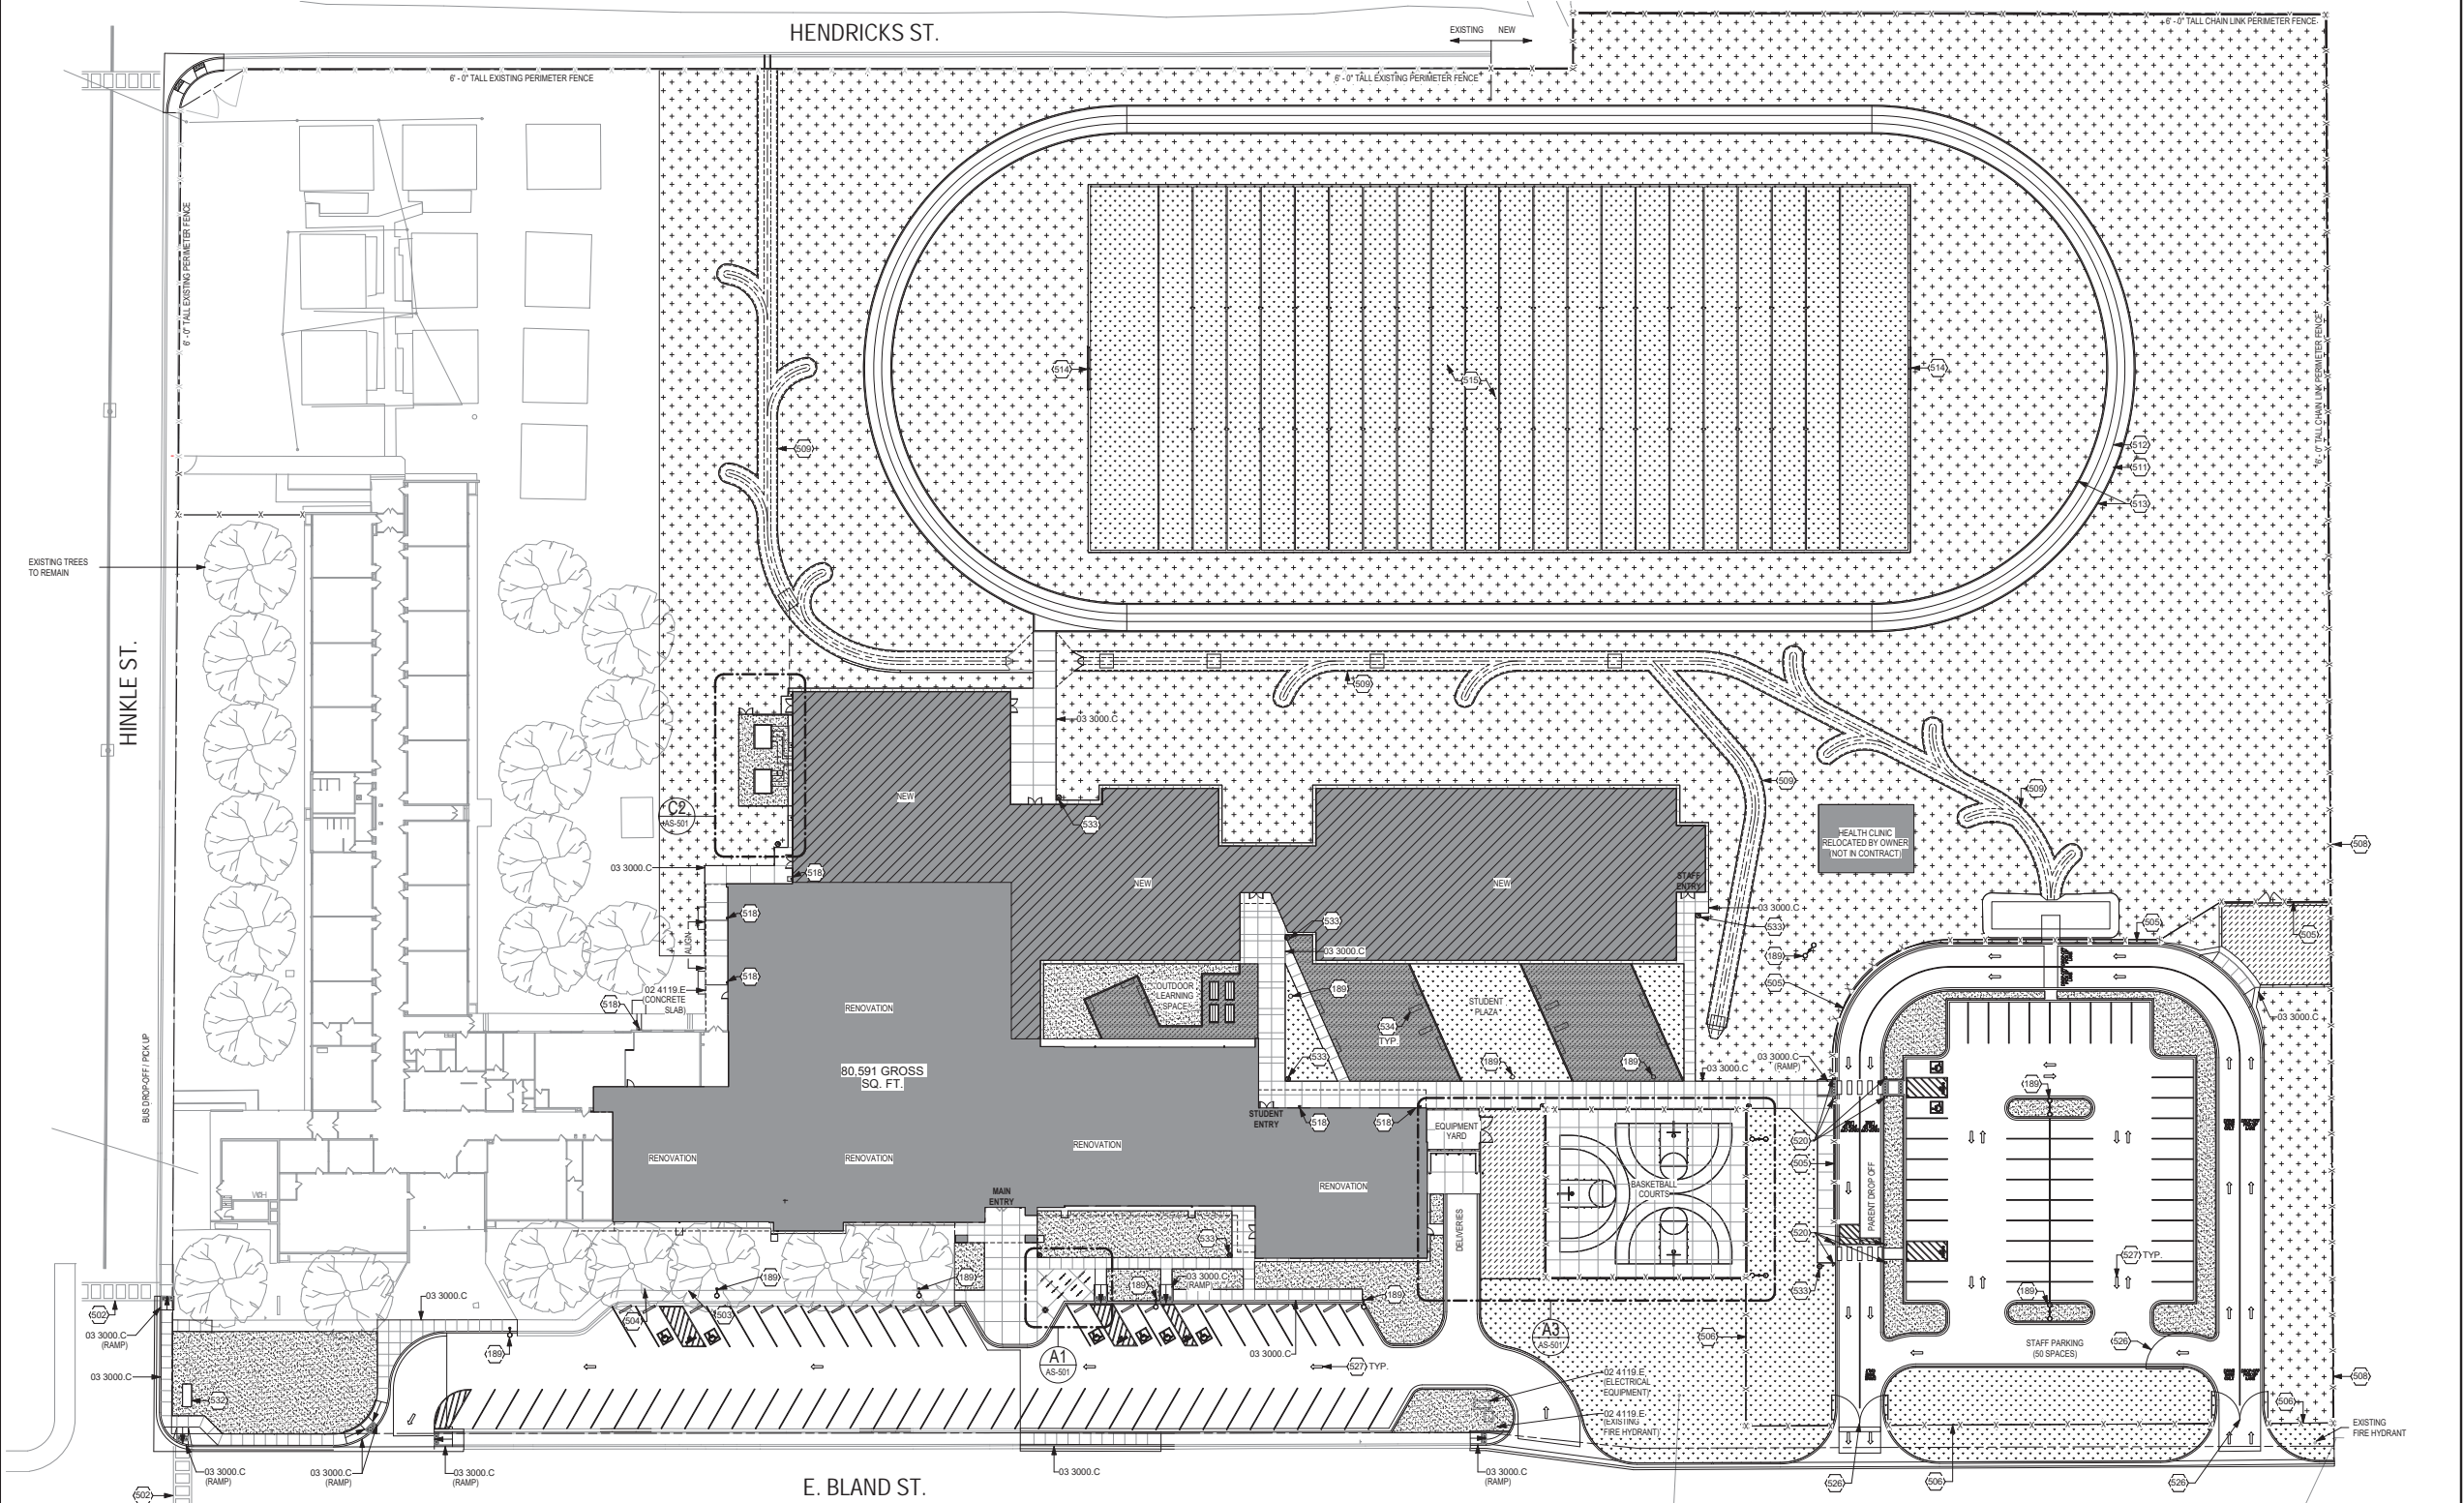 HENDRICKS ST.
EXISTING NEW
6' - 0" TALL CHAIN LINK PERIMETER FENCE
6' - 0" TALL EXISTING PERIMETER FENCE
6' - 0" TALL EXISTING PERIMETER FENCE
6' - 0" TALL EXISTING PERIMETER FENCE
6' - 0" TALL CHAIN LINK PERIMETER FENCE
514
515
514
509
512
511
513
EXISTING TREES
TO REMAIN
HINKLE ST.
509
03 3000.C
NEW
509
509
C2
AS-501
533
HEALTH CLINIC
RELOCATED BY OWNER
(NOT IN CONTRACT)
508
03 3000.C
518
NEW
NEW
STAFF
ENTRY
518
ALIGN
533
03 3000.C
03 3000.C
533
505
505
189
518
02 4119.E
(CONCRETE
SLAB)
518
OUTDOOR
LEARNING
SPACE
189
STUDENT
PLAZA
505
RENOVATION
534
TYP.
03 3000.C
BUS DROP-OFF / PICK UP
80,591 GROSS
SQ. FT.
533
189
189
03 3000.C
03 3000.C
(RAMP)
189
STUDENT
ENTRY
518
518
EQUIPMENT
YARD
520
505
RENOVATION
RENOVATION
RENOVATION
RENOVATION
BASKETBALL
COURTS
PARENT DROP OFF
MAIN
ENTRY
DELIVERIES
533
520
527 TYP.
189
189
189
03 3000.C
(RAMP)
189
533
189
502
03 3000.C
(RAMP)
03 3000.C
504
503
506
STAFF PARKING
(50 SPACES)
526
189
A1
AS-501
03 3000.C
527 TYP.
A3
AS-501
03 3000.C
532
02 4119.E
(ELECTRICAL
EQUIPMENT)
02 4119.E
(EXISTING
FIRE HYDRANT)
508
506
EXISTING
FIRE HYDRANT
03 3000.C
(RAMP)
03 3000.C
(RAMP)
03 3000.C
(RAMP)
03 3000.C
03 3000.C
(RAMP)
526
506
526
502
E. BLAND ST.